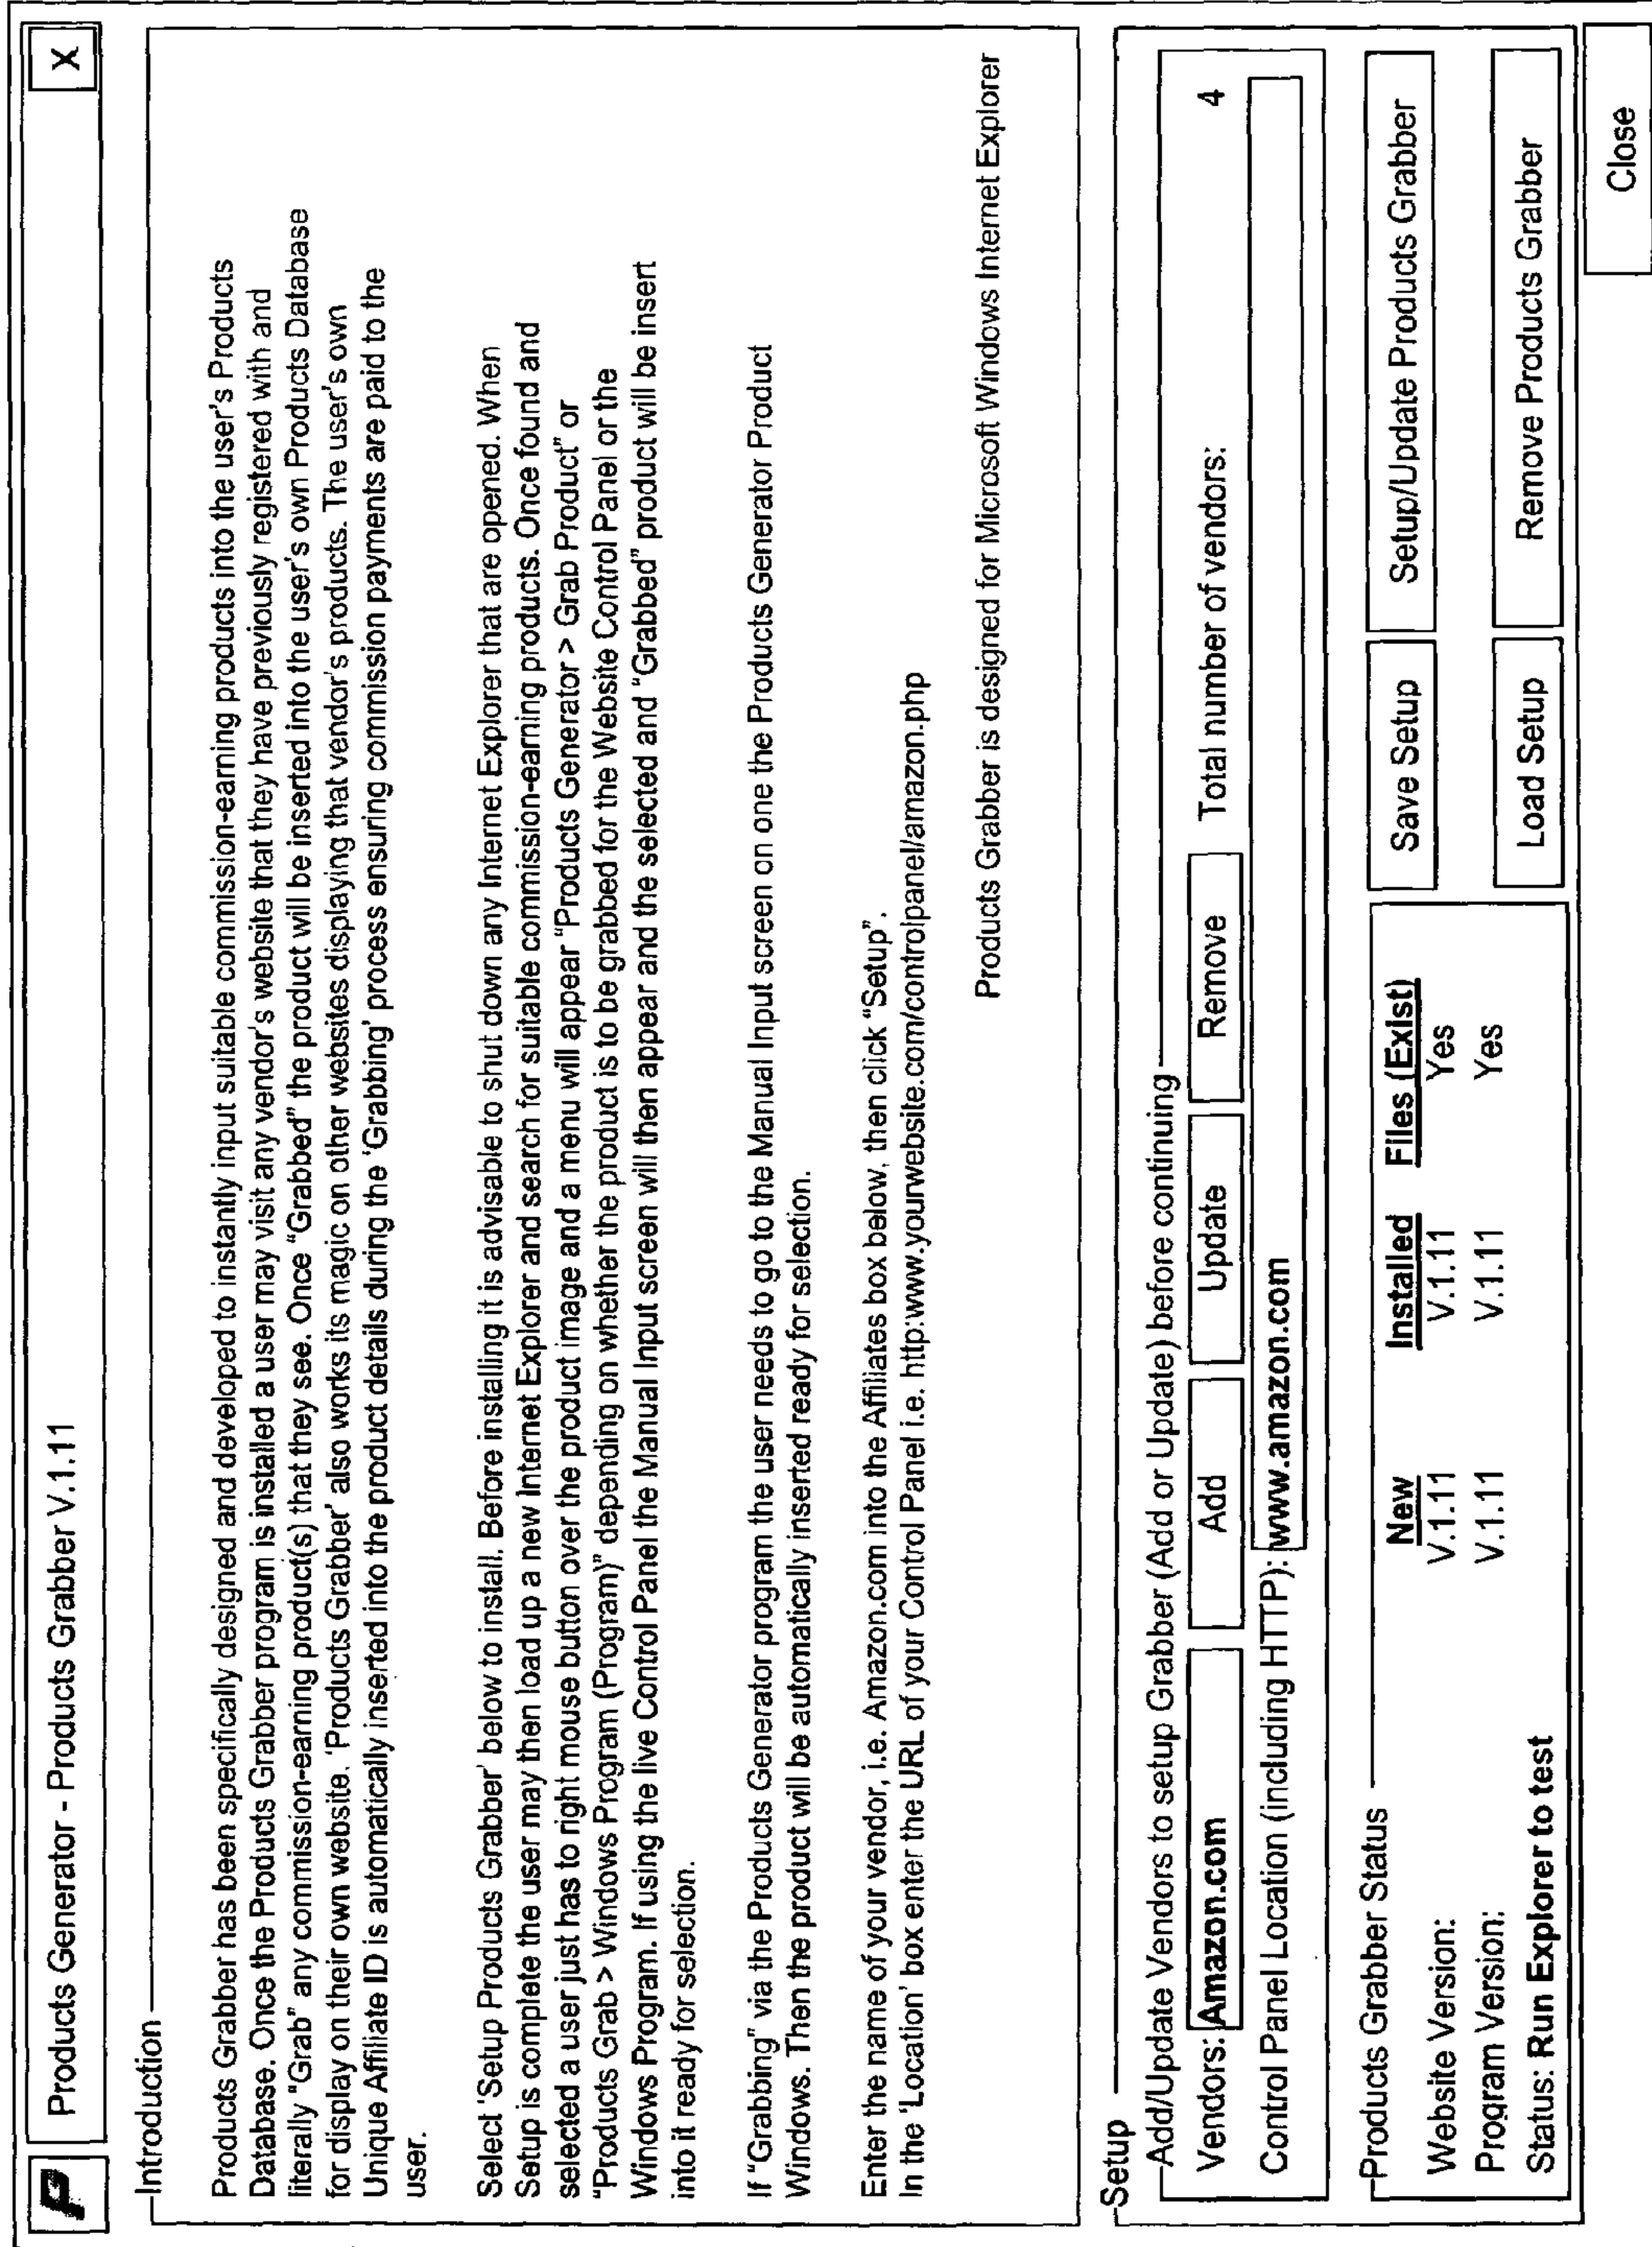 Products Generator - Products Grabber V.1.11
X
Introduction
Products Grabber has been specifically designed and developed to instantly input suitable commission-earning products into the user's Products
Database. Once the Products Grabber program is installed a user may visit any vendor's website that they have previously registered with and
literally "Grab" any commission-earning product(s) that they see. Once "Grabbed" the product will be inserted into the user's own Products Database
for display on their own website. 'Products Grabber' also works its magic on other websites displaying that vendor's products. The user's own
Unique Affiliate ID is automatically inserted into the product details during the 'Grabbing' process ensuring commission payments are paid to the
user.
Select 'Setup Products Grabber' below to install. Before installing it is advisable to shut down any Internet Explorer that are opened. When
Setup is complete the user may then load up a new Internet Explorer and search for suitable commission-earning products. Once found and
selected a user just has to right mouse button over the product image and a menu will appear "Products Generator > Grab Product" or
"Products Grab > Windows Program (Program)" depending on whether the product is to be grabbed for the Website Control Panel or the
Windows Program. If using the live Control Panel the Manual Input screen will then appear and the selected and "Grabbed" product will be insert
into it ready for selection.
If "Grabbing" via the Products Generator program the user needs to go to the Manual Input screen on one the Products Generator Product
Windows. Then the product will be automatically inserted ready for selection.
Enter the name of your vendor, i.e. Amazon.com into the Affiliates box below, then click "Setup".
In the 'Location' box enter the URL of your Control Panel i.e. http:www.yourwebsite.com/controlpanel/amazon.php
Products Grabber is designed for Microsoft Windows Internet Explorer
Setup
Add/Update Vendors to setup Grabber (Add or Update) before continuing
Vendors: Amazon.com Add Update Remove Total number of vendors: 4
Control Panel Location (including HTTP): www.amazon.com
Products Grabber Status
New Installed Files (Exist)
Website Version: V.1.11 V.1.11 Yes
Program Version: V.1.11 V.1.11 Yes
Status: Run Explorer to test
Save Setup Setup/Update Products Grabber
Load Setup Remove Products Grabber
Close